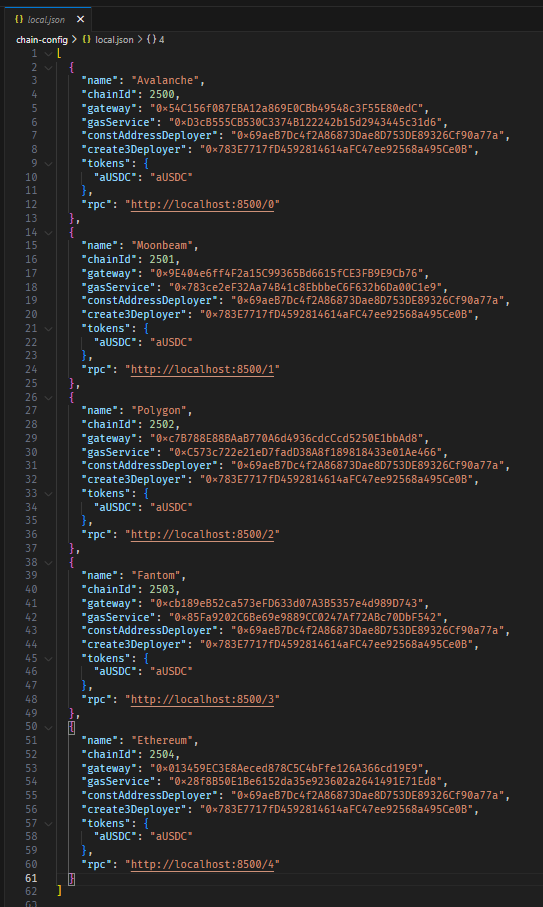 {} local.json ×
chain-config > {} local.json > {} 4
1 [
2 {
3 "name": "Avalanche",
4 "chainId": 2500,
5 "gateway": "0×54C156f087EBA12a869E0CBb49548c3F55E80edC",
6 "gasService": "0×D3cB555CB530C3374B122242b15d2943445c31d6",
7 "constAddressDeployer": "0×69aeB7Dc4f2A86873Dae8D753DE89326Cf90a77a",
8 "create3Deployer": "0×783E7717fD4592814614aFC47ee92568a495Ce0B",
9 "tokens": {
10 "aUSDC": "aUSDC"
11 },
12 "rpc": "http://localhost:8500/0"
13 },
14 {
15 "name": "Moonbeam",
16 "chainId": 2501,
17 "gateway": "0×9E404e6ff4F2a15C99365Bd6615fCE3FB9E9Cb76",
18 "gasService": "0×783ce2eF32Aa74B41c8EbbbeC6F632b6Da00C1e9",
19 "constAddressDeployer": "0×69aeB7Dc4f2A86873Dae8D753DE89326Cf90a77a",
20 "create3Deployer": "0×783E7717fD4592814614aFC47ee92568a495Ce0B",
21 "tokens": {
22 "aUSDC": "aUSDC"
23 },
24 "rpc": "http://localhost:8500/1"
25 },
26 {
27 "name": "Polygon",
28 "chainId": 2502,
29 "gateway": "0×c7B788E88BAaB770A6d4936cdcCcd5250E1bbAd8",
30 "gasService": "0×C573c722e21eD7fadD38A8f189818433e01Ae466",
31 "constAddressDeployer": "0×69aeB7Dc4f2A86873Dae8D753DE89326Cf90a77a",
32 "create3Deployer": "0×783E7717fD4592814614aFC47ee92568a495Ce0B",
33 "tokens": {
34 "aUSDC": "aUSDC"
35 },
36 "rpc": "http://localhost:8500/2"
37 },
38 {
39 "name": "Fantom",
40 "chainId": 2503,
41 "gateway": "0×cb189eB52ca573eFD633d07A3B5357e4d989D743",
42 "gasService": "0×85Fa9202C6Be69e9889CC0247Af72ABc70DbF542",
43 "constAddressDeployer": "0×69aeB7Dc4f2A86873Dae8D753DE89326Cf90a77a",
44 "create3Deployer": "0×783E7717fD4592814614aFC47ee92568a495Ce0B",
45 "tokens": {
46 "aUSDC": "aUSDC"
47 },
48 "rpc": "http://localhost:8500/3"
49 },
50 {
51 "name": "Ethereum",
52 "chainId": 2504,
53 "gateway": "0×013459EC3E8Aeced878C5C4bFfe126A366cd19E9",
54 "gasService": "0×28f8B50E1Be6152da35e923602a2641491E71Ed8",
55 "constAddressDeployer": "0×69aeB7Dc4f2A86873Dae8D753DE89326Cf90a77a",
56 "create3Deployer": "0×783E7717fD4592814614aFC47ee92568a495Ce0B",
57 "tokens": {
58 "aUSDC": "aUSDC"
59 },
60 "rpc": "http://localhost:8500/4"
61 }
62 ]
63